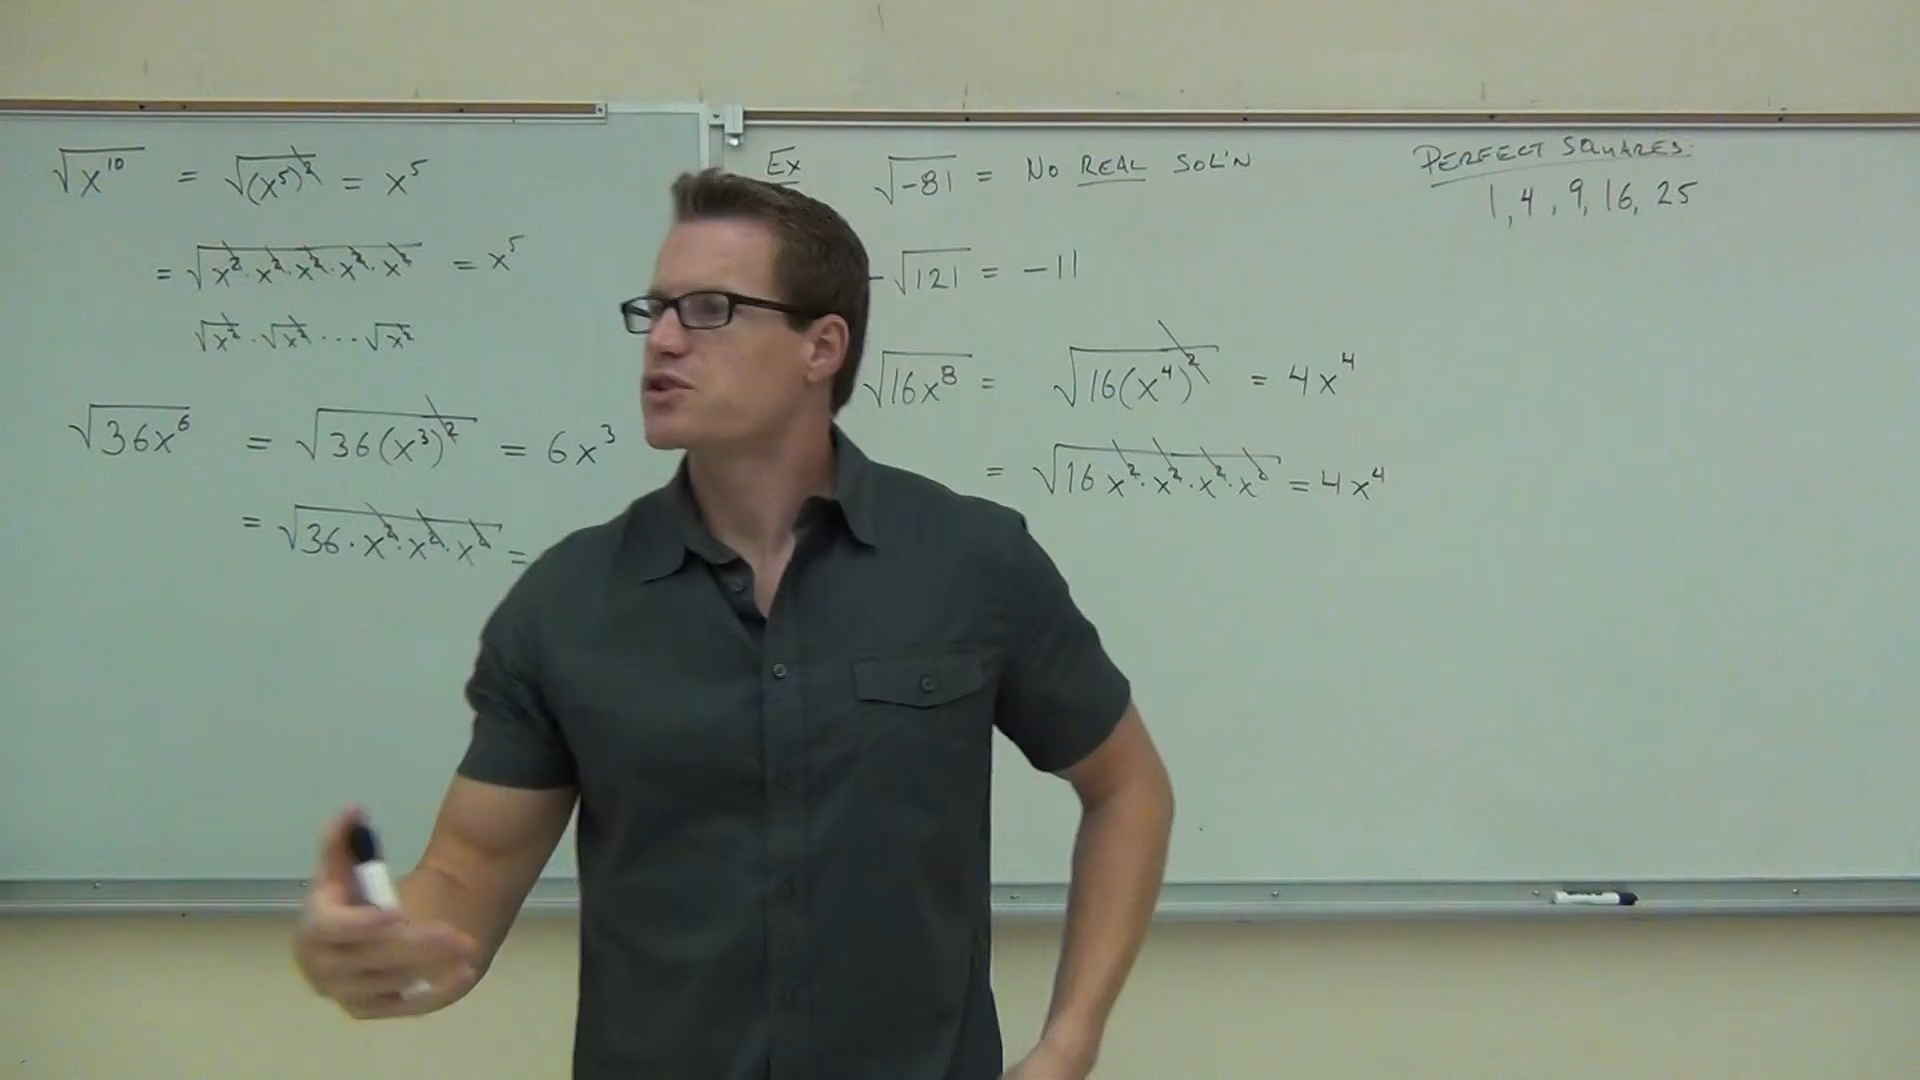 √x¹⁰ = √(x⁵)² = x⁵
= √x²·x²·x²·x²·x² = x⁵
√x²·√x²···√x²
√36x⁶ = √36(x³)² = 6x³
= √36·x²·x²·x² =
Ex √-81 = No REAL SOL'N
-√121 = -11
√16x⁸ = √16(x⁴)² = 4x⁴
= √16x²·x²·x²·x² = 4x⁴
PERFECT SQUARES:
1, 4, 9, 16, 25